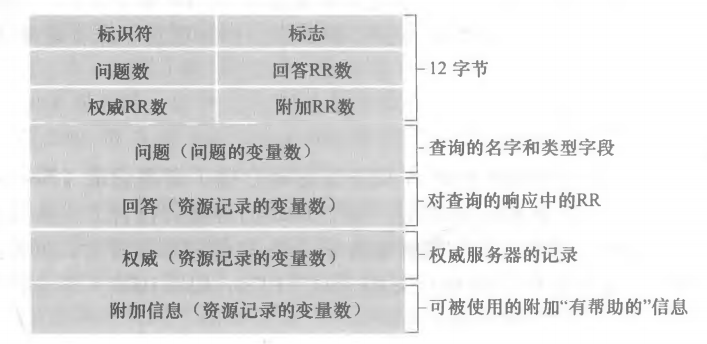 标识符 标志
问题数 回答RR数 12 字节
权威RR数 附加RR数
问题（问题的变量数） 查询的名字和类型字段
回答（资源记录的变量数） 对查询的响应中的RR
权威（资源记录的变量数） 权威服务器的记录
附加信息（资源记录的变量数） 可被使用的附加“有帮助的”信息